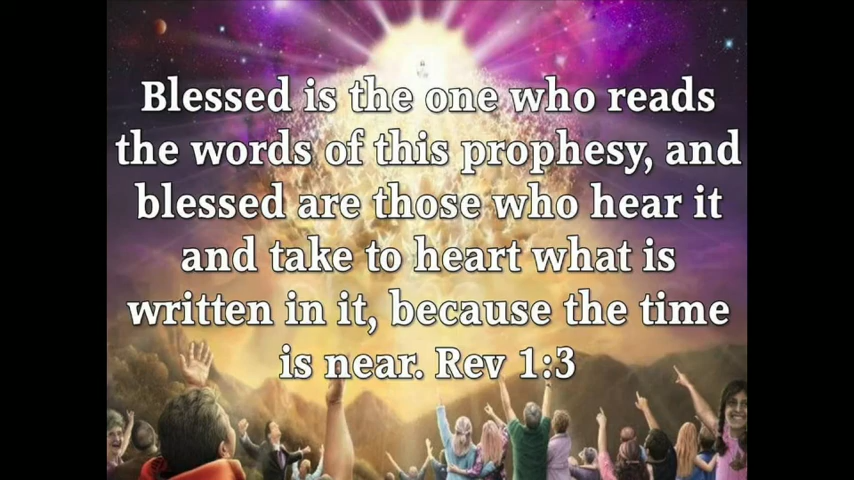 Blessed is the one who reads
the words of this prophesy, and
blessed are those who hear it
and take to heart what is
written in it, because the time
is near. Rev 1:3